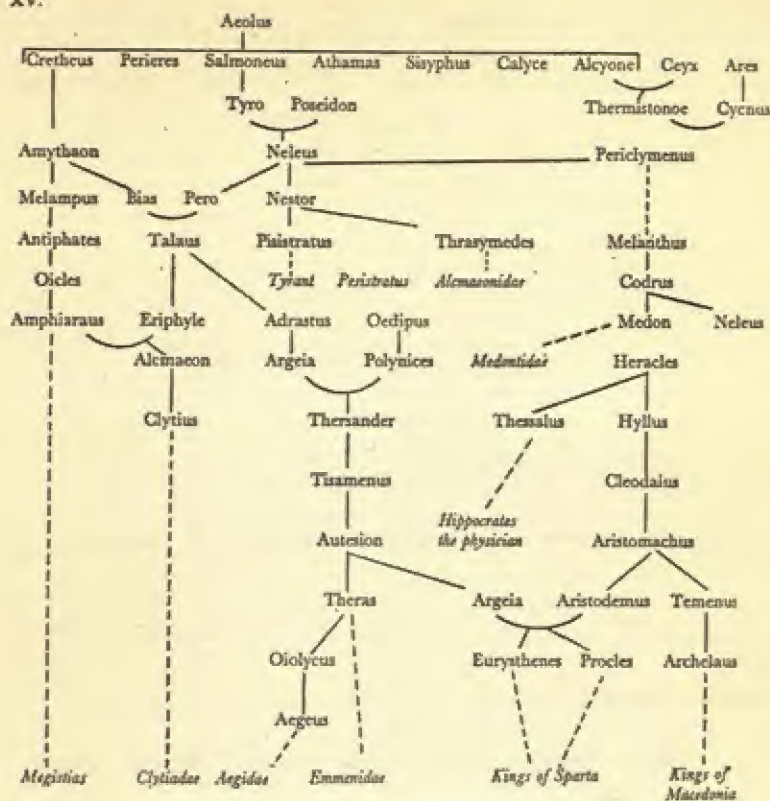 XV.
Aeolus
Cretheus Perieres Salmoneus Athamas Sisyphus Calyce Alcyone Ceyx Ares
Tyro Poseidon Thermistonoe Cycnus
Amythaon Neleus Periclymenus
Melampus Bias Pero Nestor
Antiphates Talaus Pisistratus Thrasymedes Melanthus
Oicles Tyrant Peristratus Alcmaeonidae Codrus
Amphiaraus Eriphyle Adrastus Oedipus Medon Neleus
Alcmaeon Argeia Polynices Medontidae Heracles
Clytius Thersander Thessalus Hyllus
Tisamenus Cleodalus
Hippocrates
the physician
Autesion Aristomachus
Theras Argeia Aristodemus Temenus
Oiolycus Eurysthenes Procles Archelaus
Aegeus
Megistias Clytiadae Aegidae Emmenidae Kings of Sparta Kings of
Macedonia